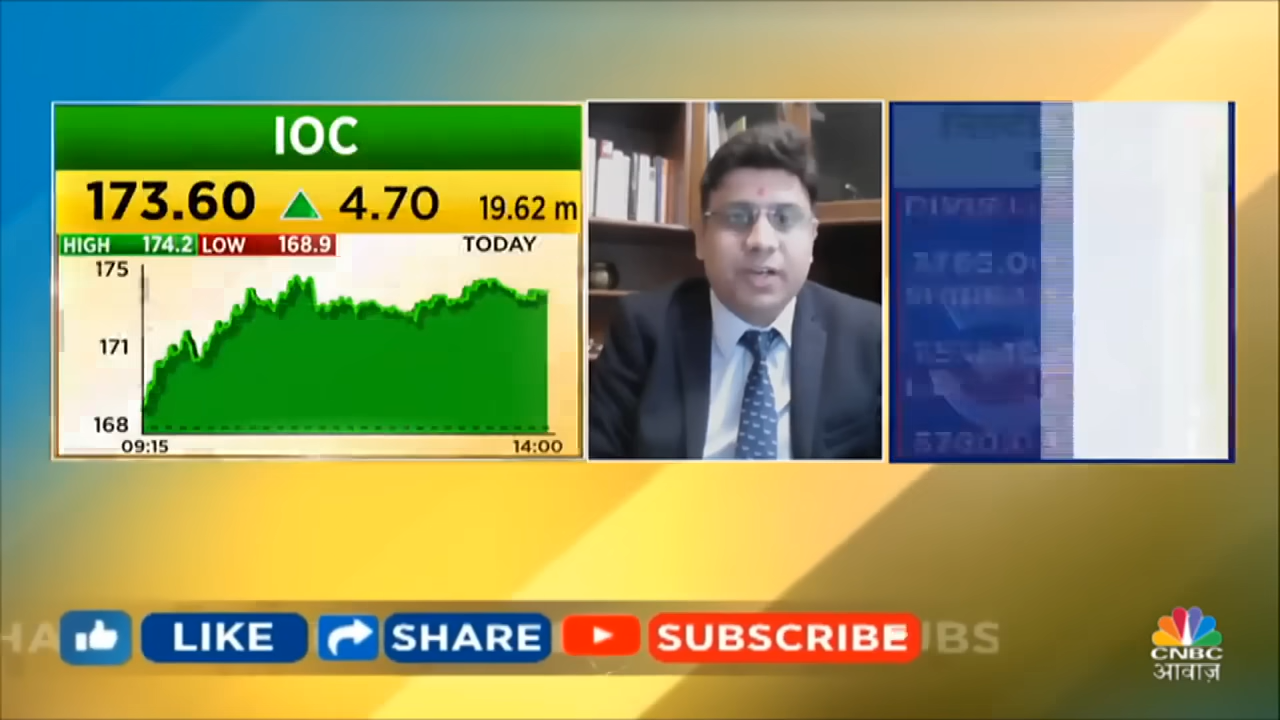 IOC
173.60 ▲ 4.70 19.62 m
HIGH 174.2 LOW 168.9 TODAY
175
171
168
09:15 14:00
LIKE SHARE SUBSCRIBE
CNBC
आवाज़